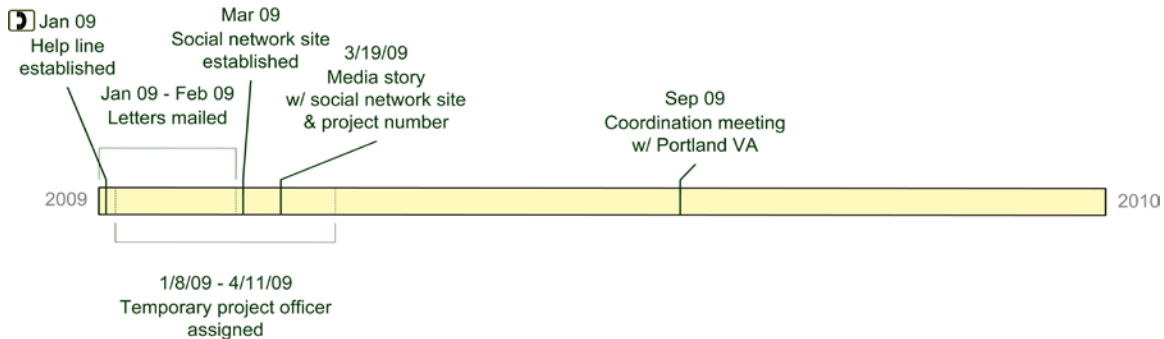 Jan 09
Help line
established
Jan 09 - Feb 09
Letters mailed
Mar 09
Social network site
established
3/19/09
Media story
w/ social network site
& project number
Sep 09
Coordination meeting
w/ Portland VA
2009
2010
1/8/09 - 4/11/09
Temporary project officer
assigned